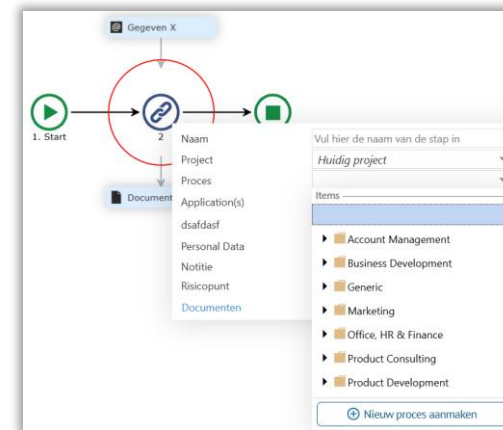 Gegeven X
1. Start
2
Document
Naam
Vul hier de naam van de stap in
Project
Huidig project
Proces
Items
Application(s)
dsafdasf
Personal Data
Notitie
Risicopunt
Documenten
Account Management
Business Development
Generic
Marketing
Office, HR & Finance
Product Consulting
Product Development
Nieuw proces aanmaken